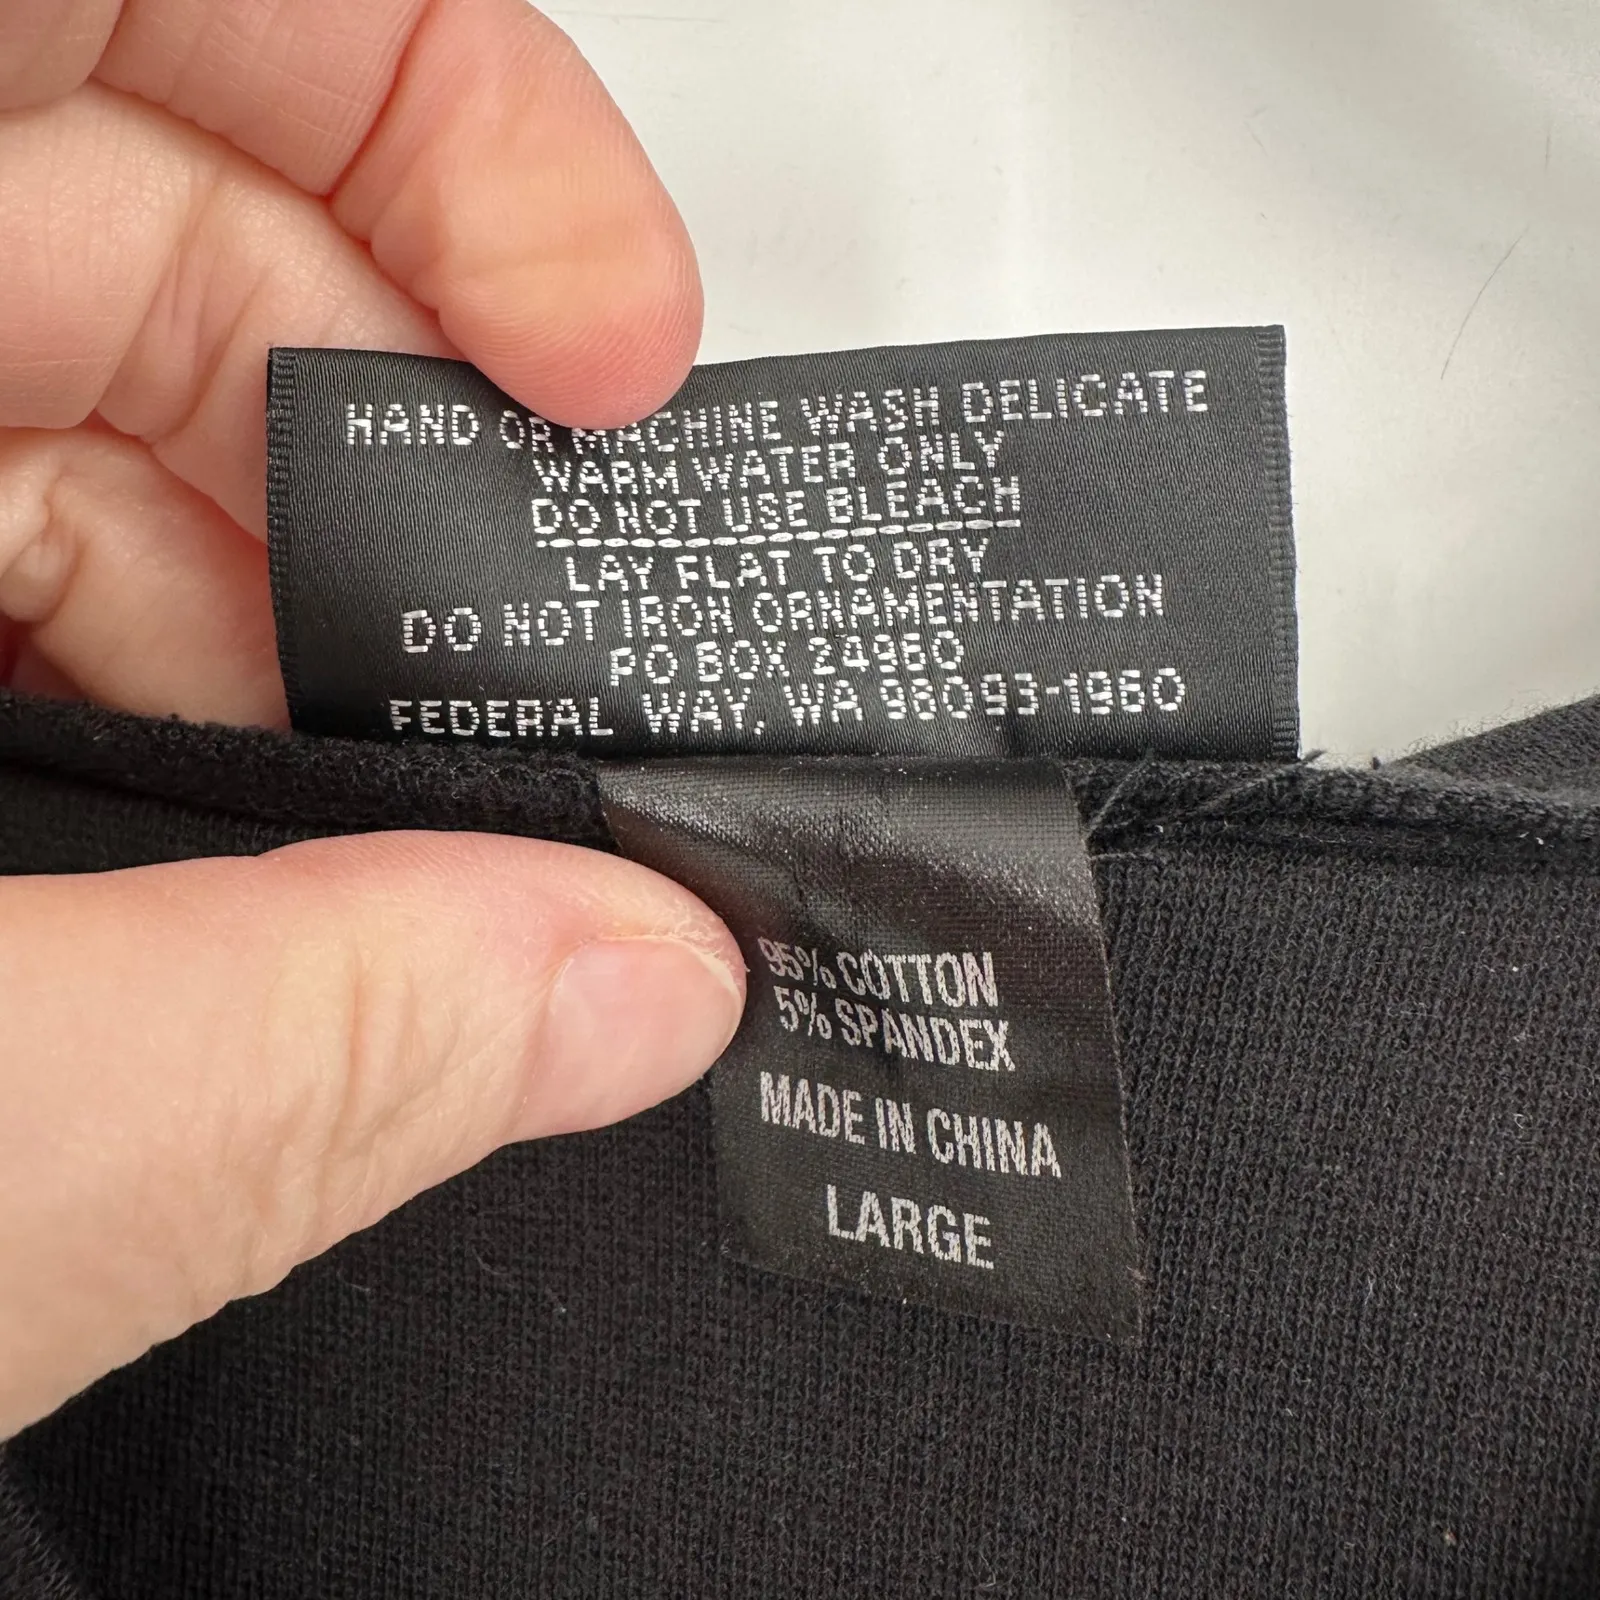 HAND OR MACHINE WASH DELICATE
WARM WATER ONLY
DO NOT USE BLEACH
LAY FLAT TO DRY
DO NOT IRON ORNAMENTATION
PO BOX 24960
FEDERAL WAY, WA 98093-1960
95% COTTON
5% SPANDEX
MADE IN CHINA
LARGE